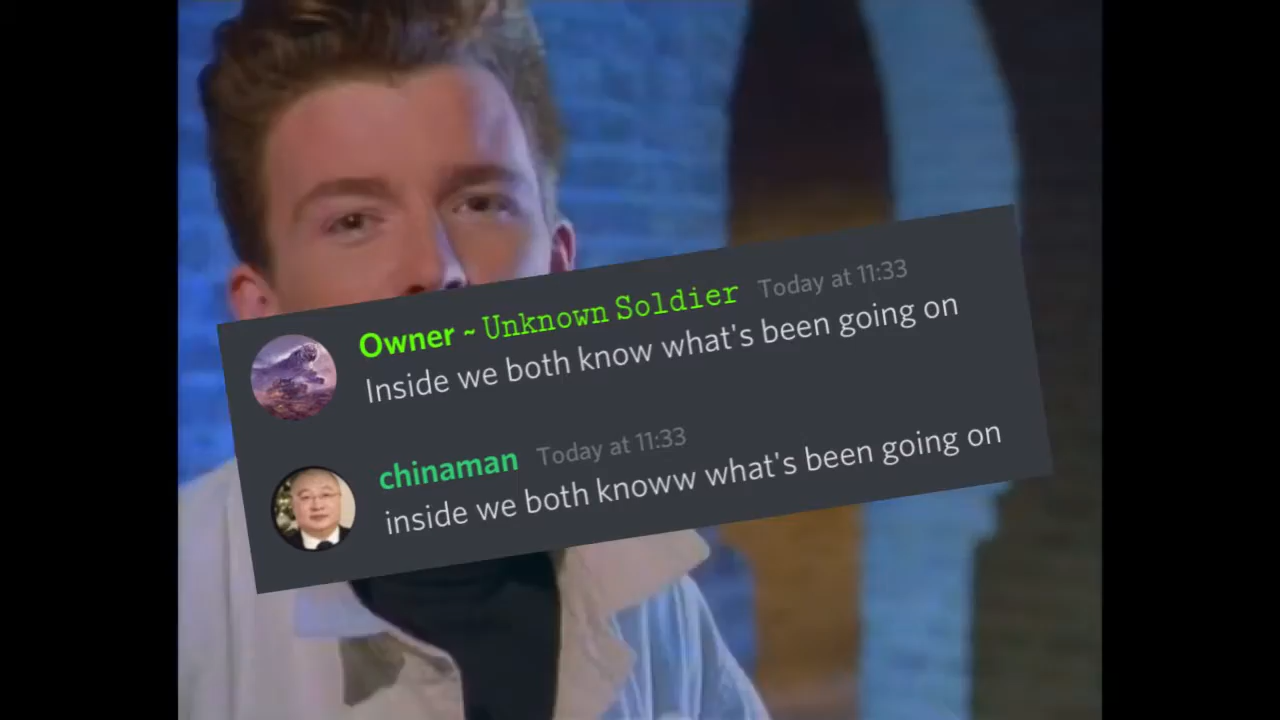 Owner ~ Unknown Soldier Today at 11:33
Inside we both know what's been going on
chinaman Today at 11:33
inside we both knoww what's been going on